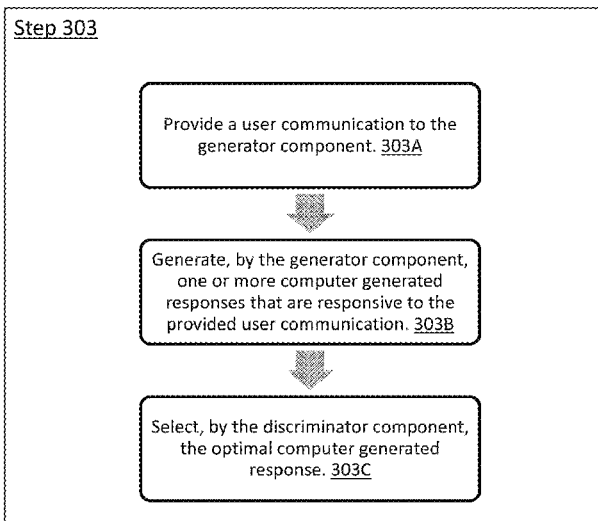 Step 303
Provide a user communication to the
generator component. 303A
Generate, by the generator component,
one or more computer generated
responses that are responsive to the
provided user communication. 303B
Select, by the discriminator component,
the optimal computer generated
response. 303C